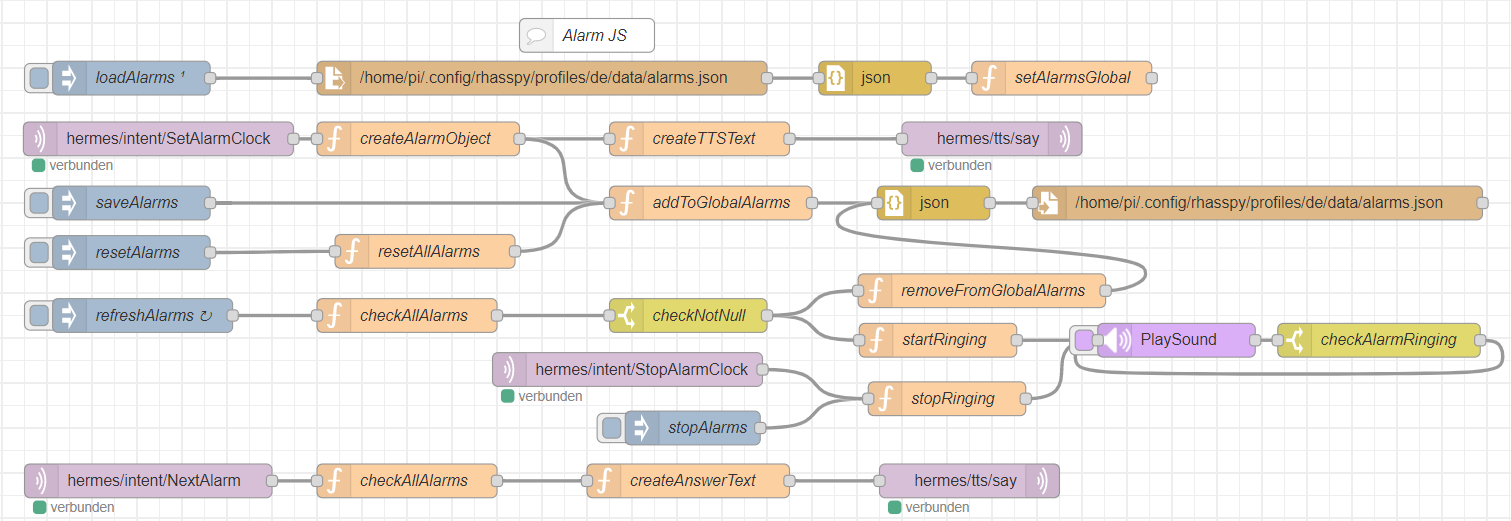 Alarm JS
loadAlarms ¹
/home/pi/.config/rhasspy/profiles/de/data/alarms.json
json
setAlarmsGlobal
hermes/intent/SetAlarmClock
createAlarmObject
createTTSText
hermes/tts/say
verbunden
verbunden
saveAlarms
addToGlobalAlarms
json
/home/pi/.config/rhasspy/profiles/de/data/alarms.json
resetAlarms
resetAllAlarms
removeFromGlobalAlarms
refreshAlarms ↻
checkAllAlarms
checkNotNull
startRinging
PlaySound
checkAlarmRinging
hermes/intent/StopAlarmClock
verbunden
stopRinging
stopAlarms
hermes/intent/NextAlarm
checkAllAlarms
createAnswerText
hermes/tts/say
verbunden
verbunden